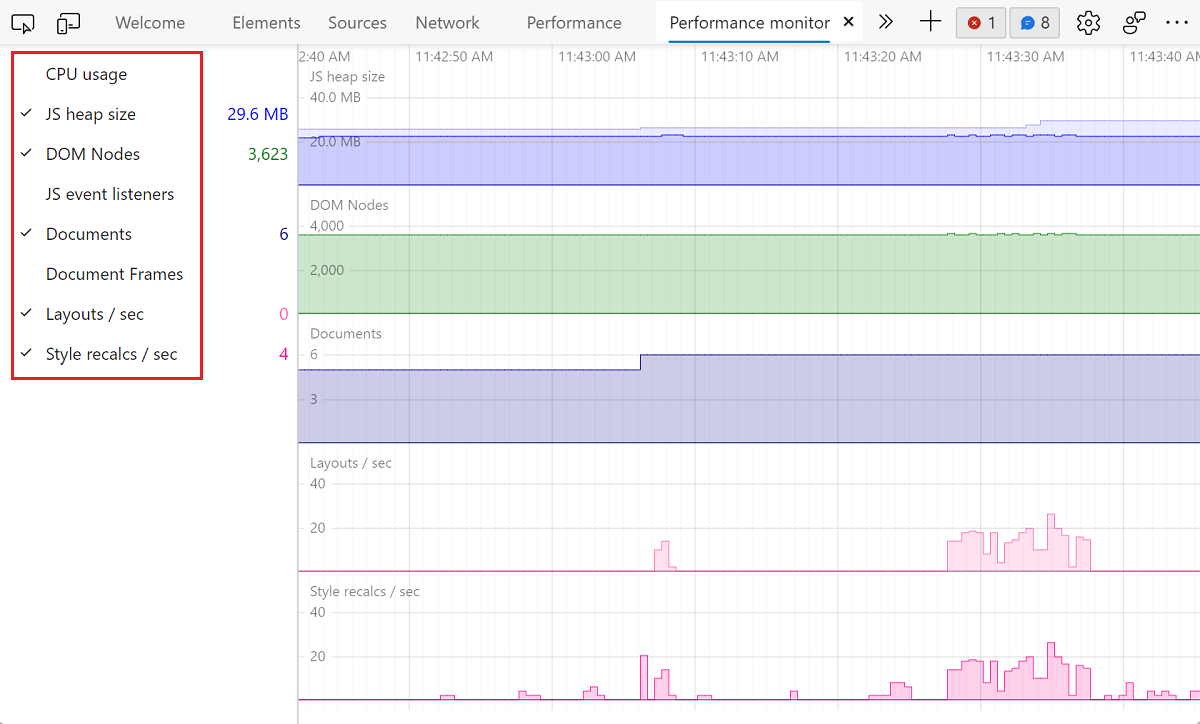 Welcome Elements Sources Network Performance Performance monitor 1 8
CPU usage
JS heap size 29.6 MB
DOM Nodes 3,623
JS event listeners
Documents 6
Document Frames
Layouts / sec 0
Style recalcs / sec 4
2:40 AM 11:42:50 AM 11:43:00 AM 11:43:10 AM 11:43:20 AM 11:43:30 AM 11:43:40 AM
JS heap size
40.0 MB
20.0 MB
DOM Nodes
4,000
2,000
Documents
6
3
Layouts / sec
40
20
Style recalcs / sec
40
20